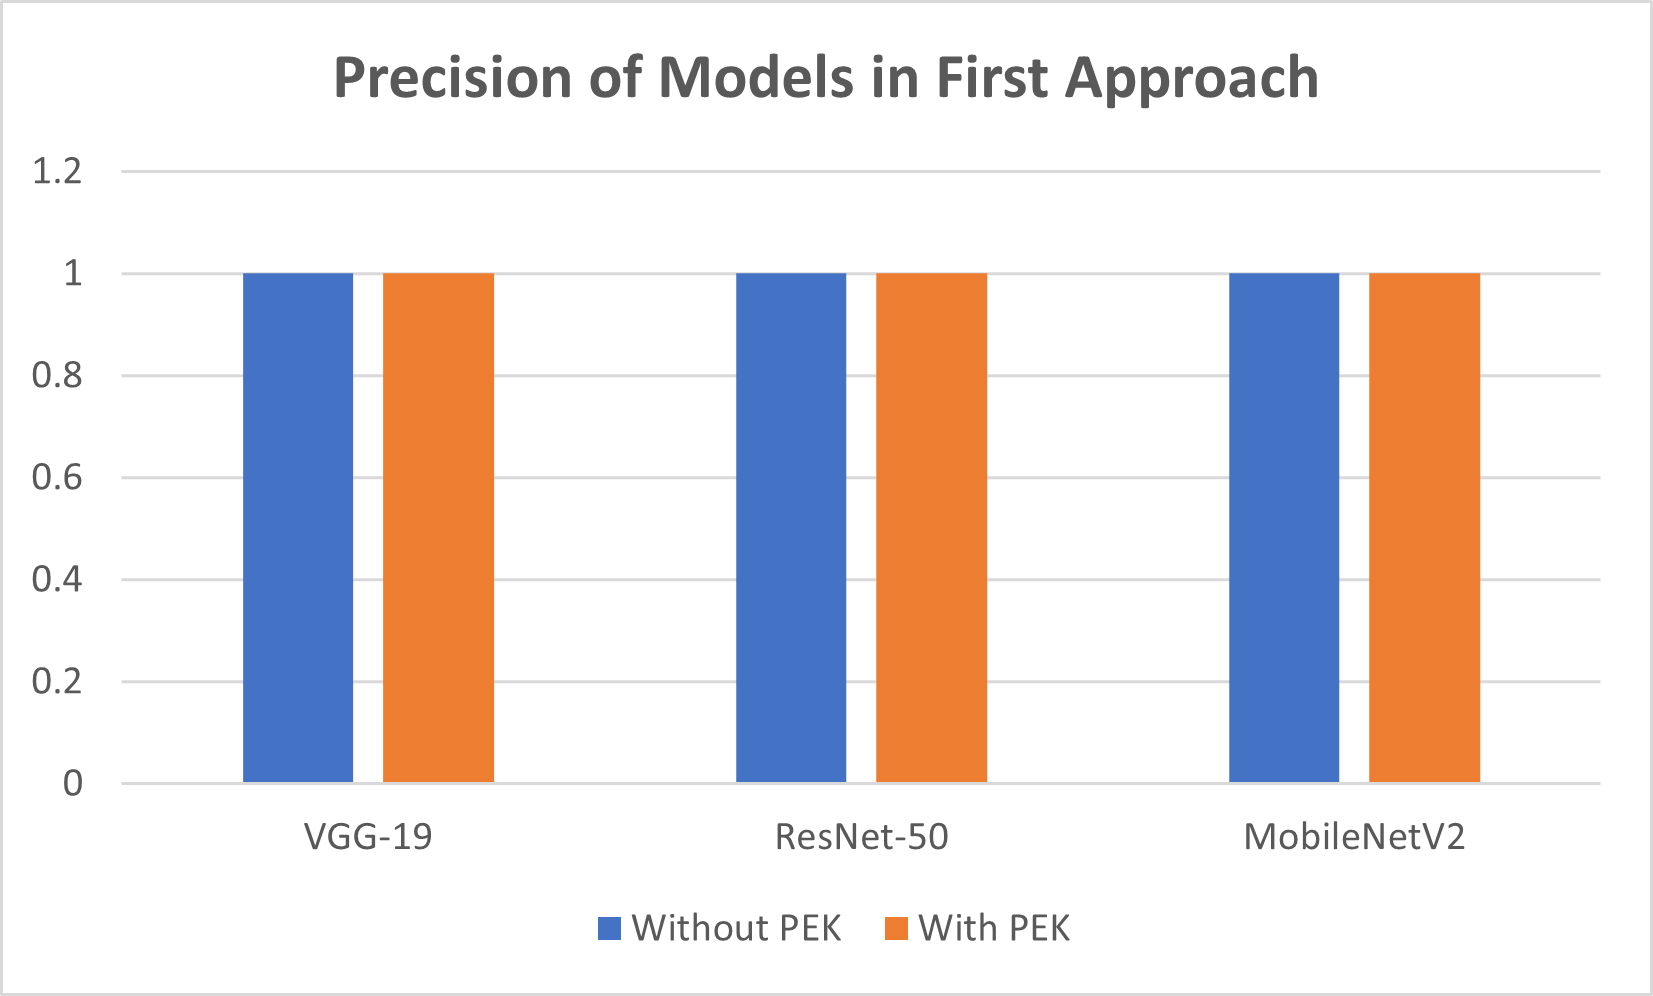 Precision of Models in First Approach
1.2
1
0.8
0.6
0.4
0.2
0
VGG-19 ResNet-50 MobileNetV2
Without PEK With PEK